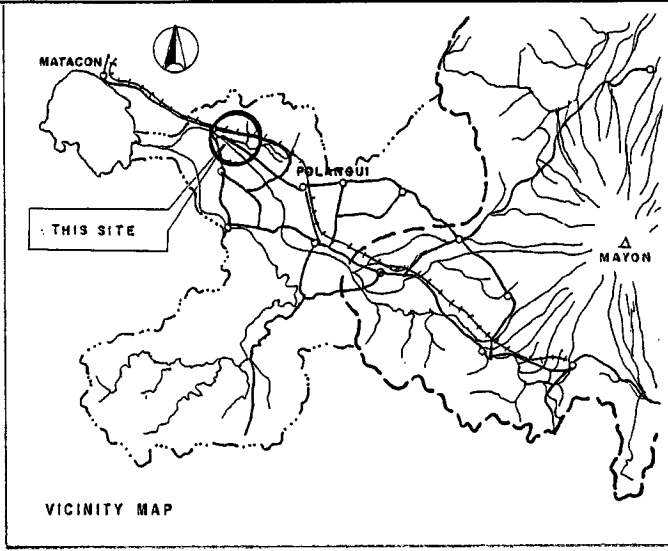 MATACON
POLANGUI
THIS SITE
MAYON
VICINITY MAP